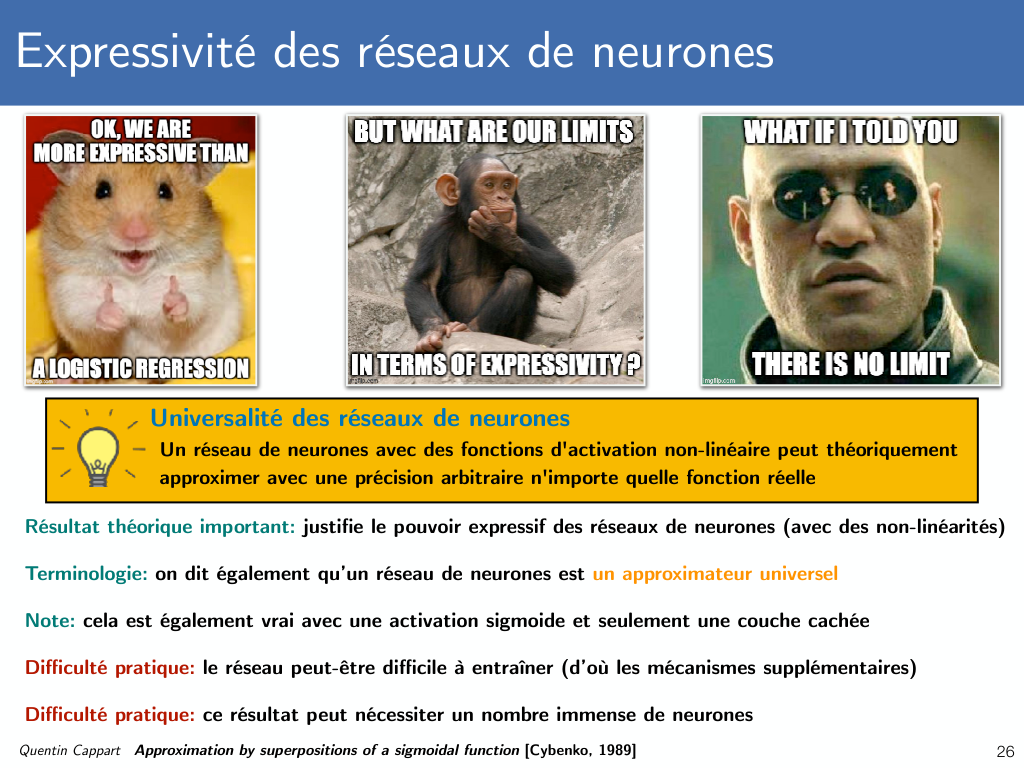 Expressivité des réseaux de neurones
OK, WE ARE
MORE EXPRESSIVE THAN
A LOGISTIC REGRESSION
imgflip.com
BUT WHAT ARE OUR LIMITS
IN TERMS OF EXPRESSIVITY ?
imgflip.com
WHAT IF I TOLD YOU
THERE IS NO LIMIT
imgflip.com
Universalité des réseaux de neurones
Un réseau de neurones avec des fonctions d'activation non-linéaire peut théoriquement
approximer avec une précision arbitraire n'importe quelle fonction réelle
Résultat théorique important: justifie le pouvoir expressif des réseaux de neurones (avec des non-linéarités)
Terminologie: on dit également qu'un réseau de neurones est un approximateur universel
Note: cela est également vrai avec une activation sigmoide et seulement une couche cachée
Difficulté pratique: le réseau peut-être difficile à entraîner (d'où les mécanismes supplémentaires)
Difficulté pratique: ce résultat peut nécessiter un nombre immense de neurones
Quentin Cappart Approximation by superpositions of a sigmoidal function [Cybenko, 1989]
26